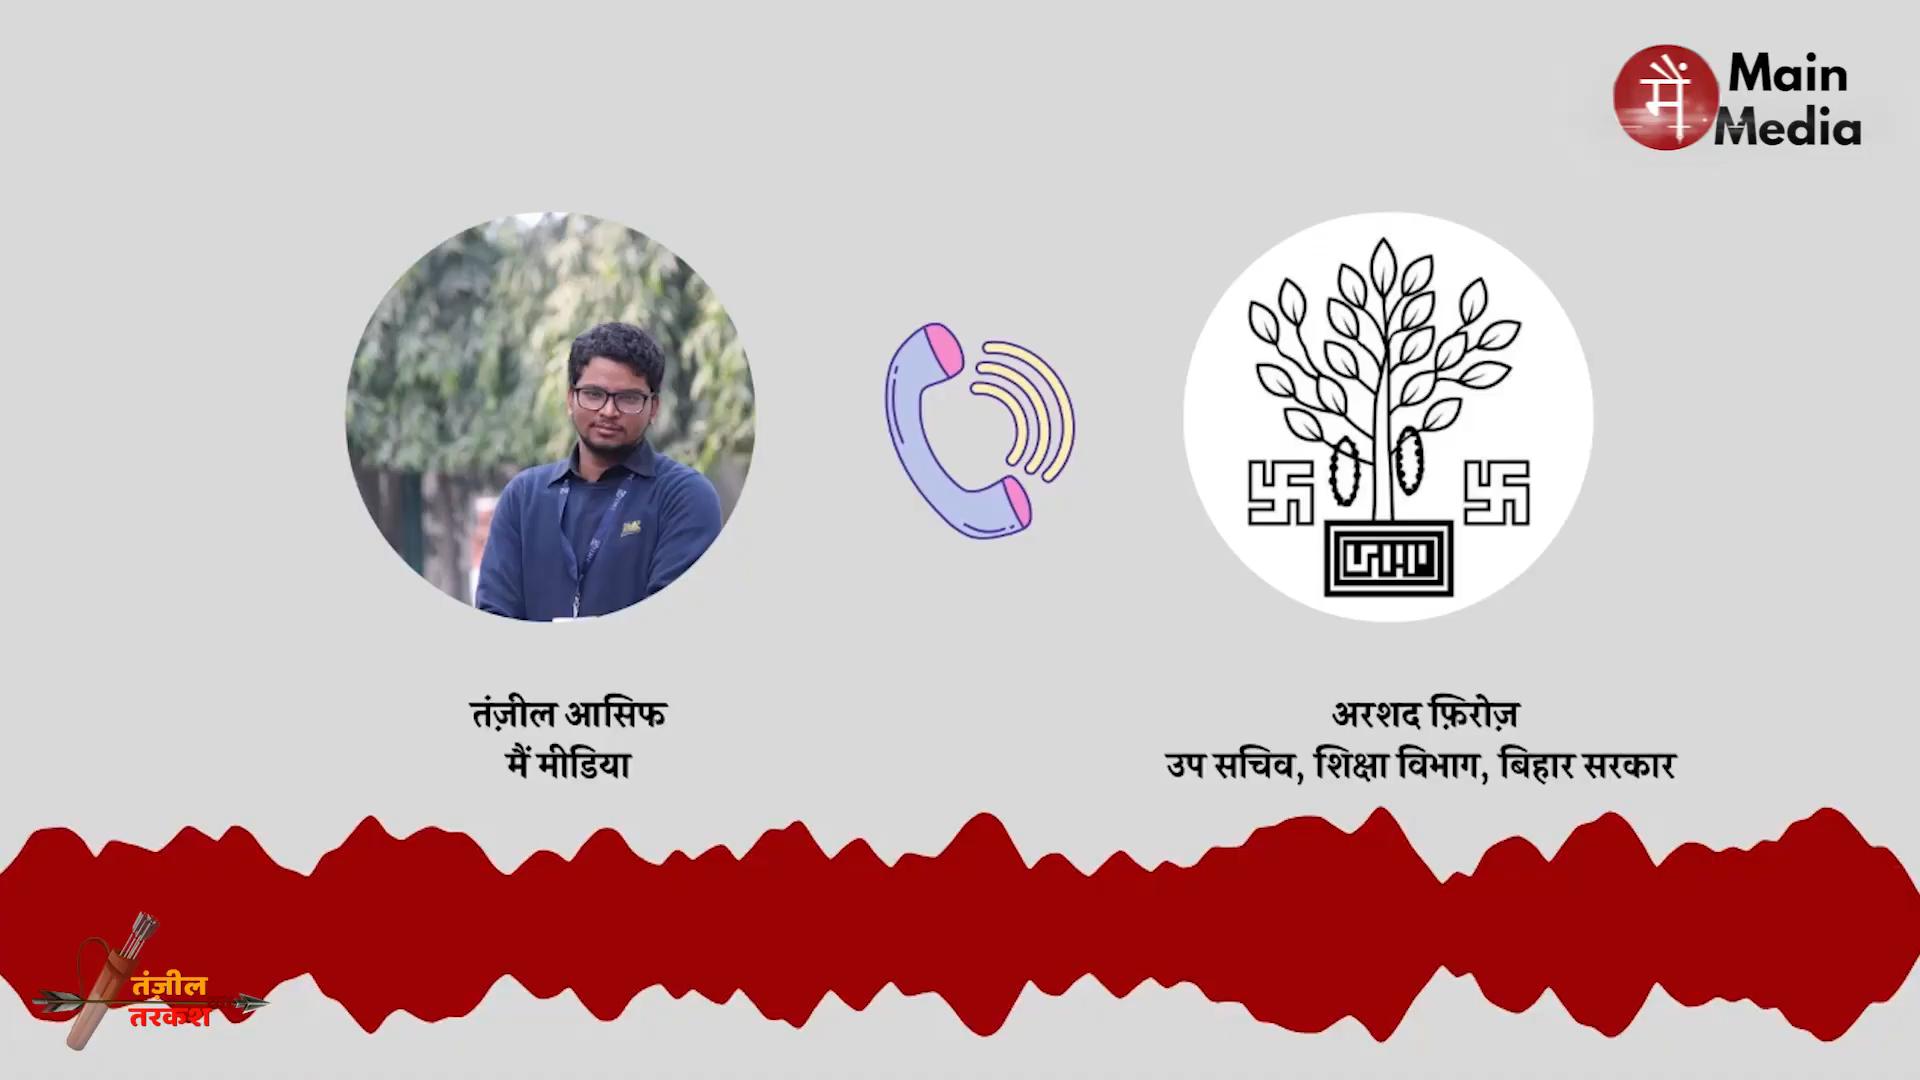 में
Main
Media
तंज़ील आसिफ
मैं मीडिया
अरशद फ़िरोज़
उप सचिव, शिक्षा विभाग, बिहार सरकार
तंज़ील
तरकश